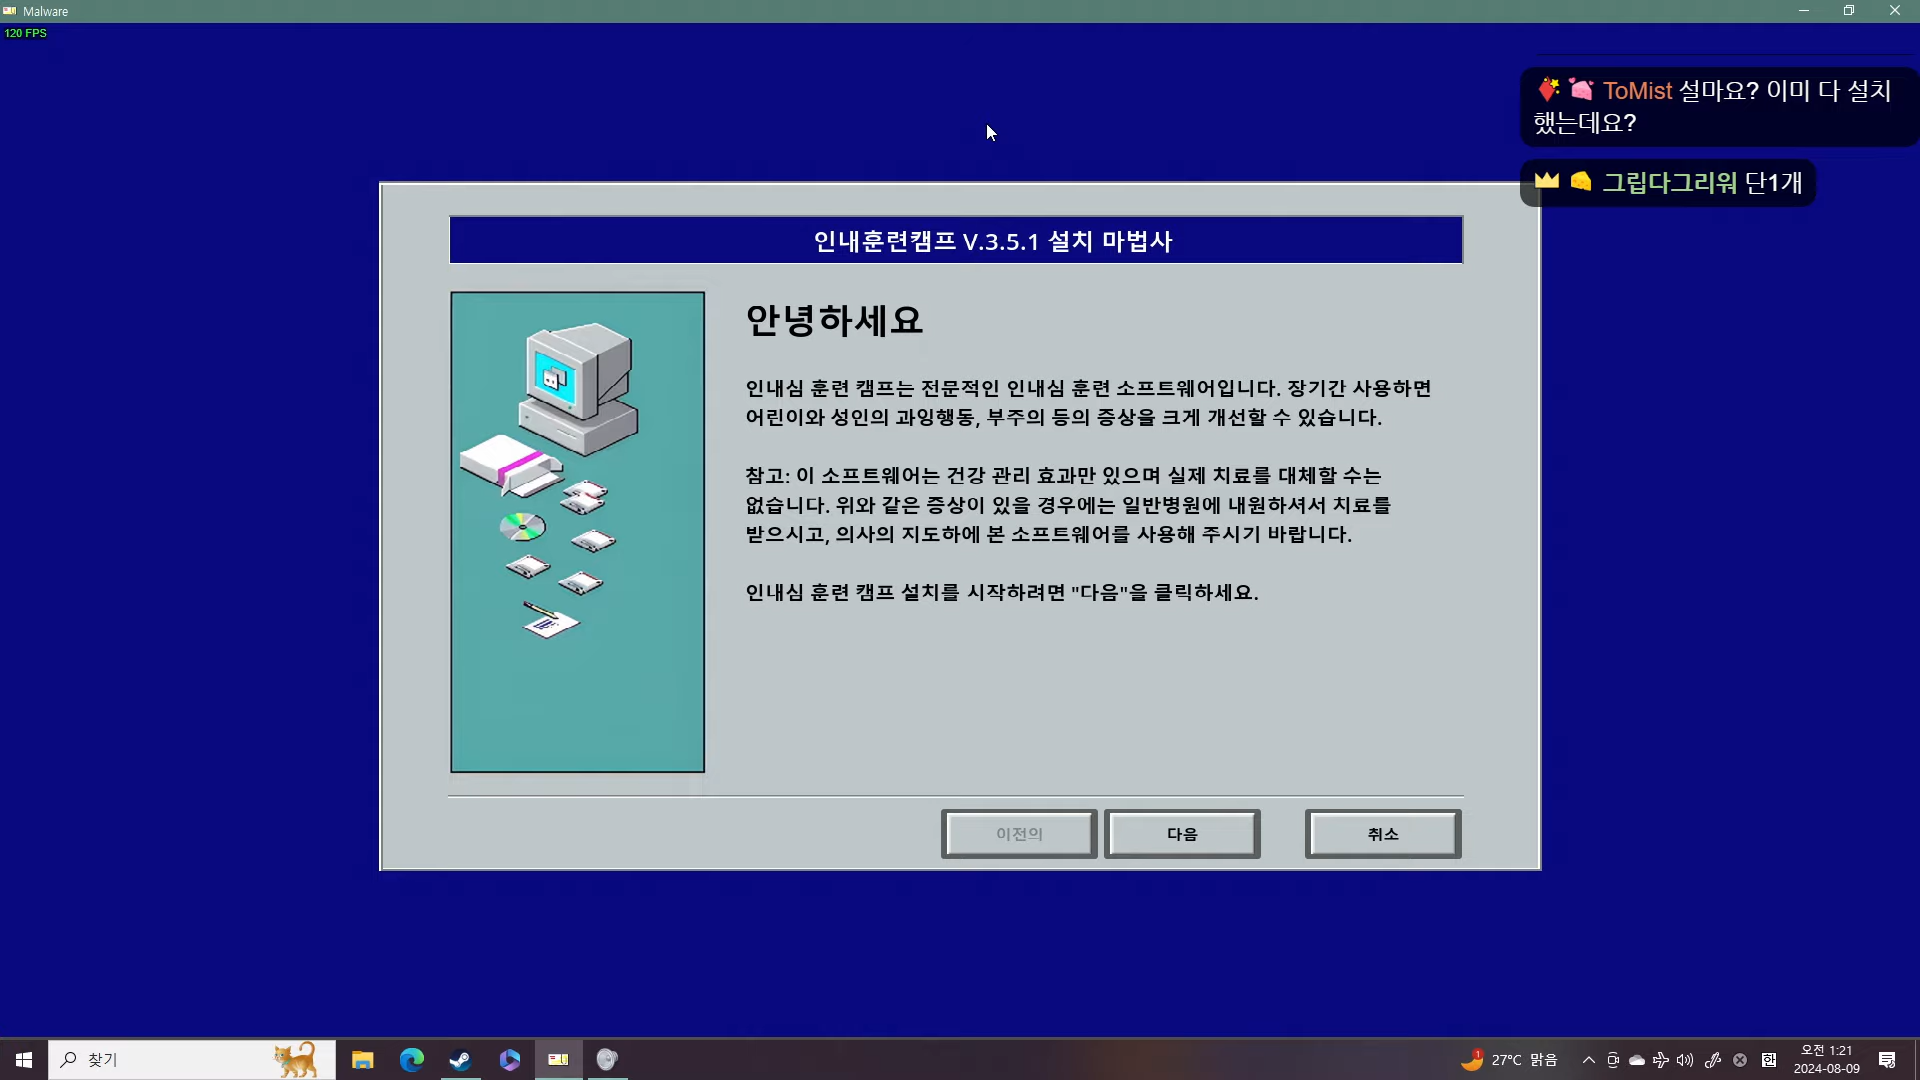 Malware
120 FPS
ToMist 설마요? 이미 다 설치
했는데요?
그립다그리워 단1개
인내훈련캠프 V.3.5.1 설치 마법사
안녕하세요
인내심 훈련 캠프는 전문적인 인내심 훈련 소프트웨어입니다. 장기간 사용하면
어린이와 성인의 과잉행동, 부주의 등의 증상을 크게 개선할 수 있습니다.
참고: 이 소프트웨어는 건강 관리 효과만 있으며 실제 치료를 대체할 수는
없습니다. 위와 같은 증상이 있을 경우에는 일반병원에 내원하셔서 치료를
받으시고, 의사의 지도하에 본 소프트웨어를 사용해 주시기 바랍니다.
인내심 훈련 캠프 설치를 시작하려면 "다음"을 클릭하세요.
이전의
다음
취소
찾기
1
27°C 맑음
한
오전 1:21
2024-08-09